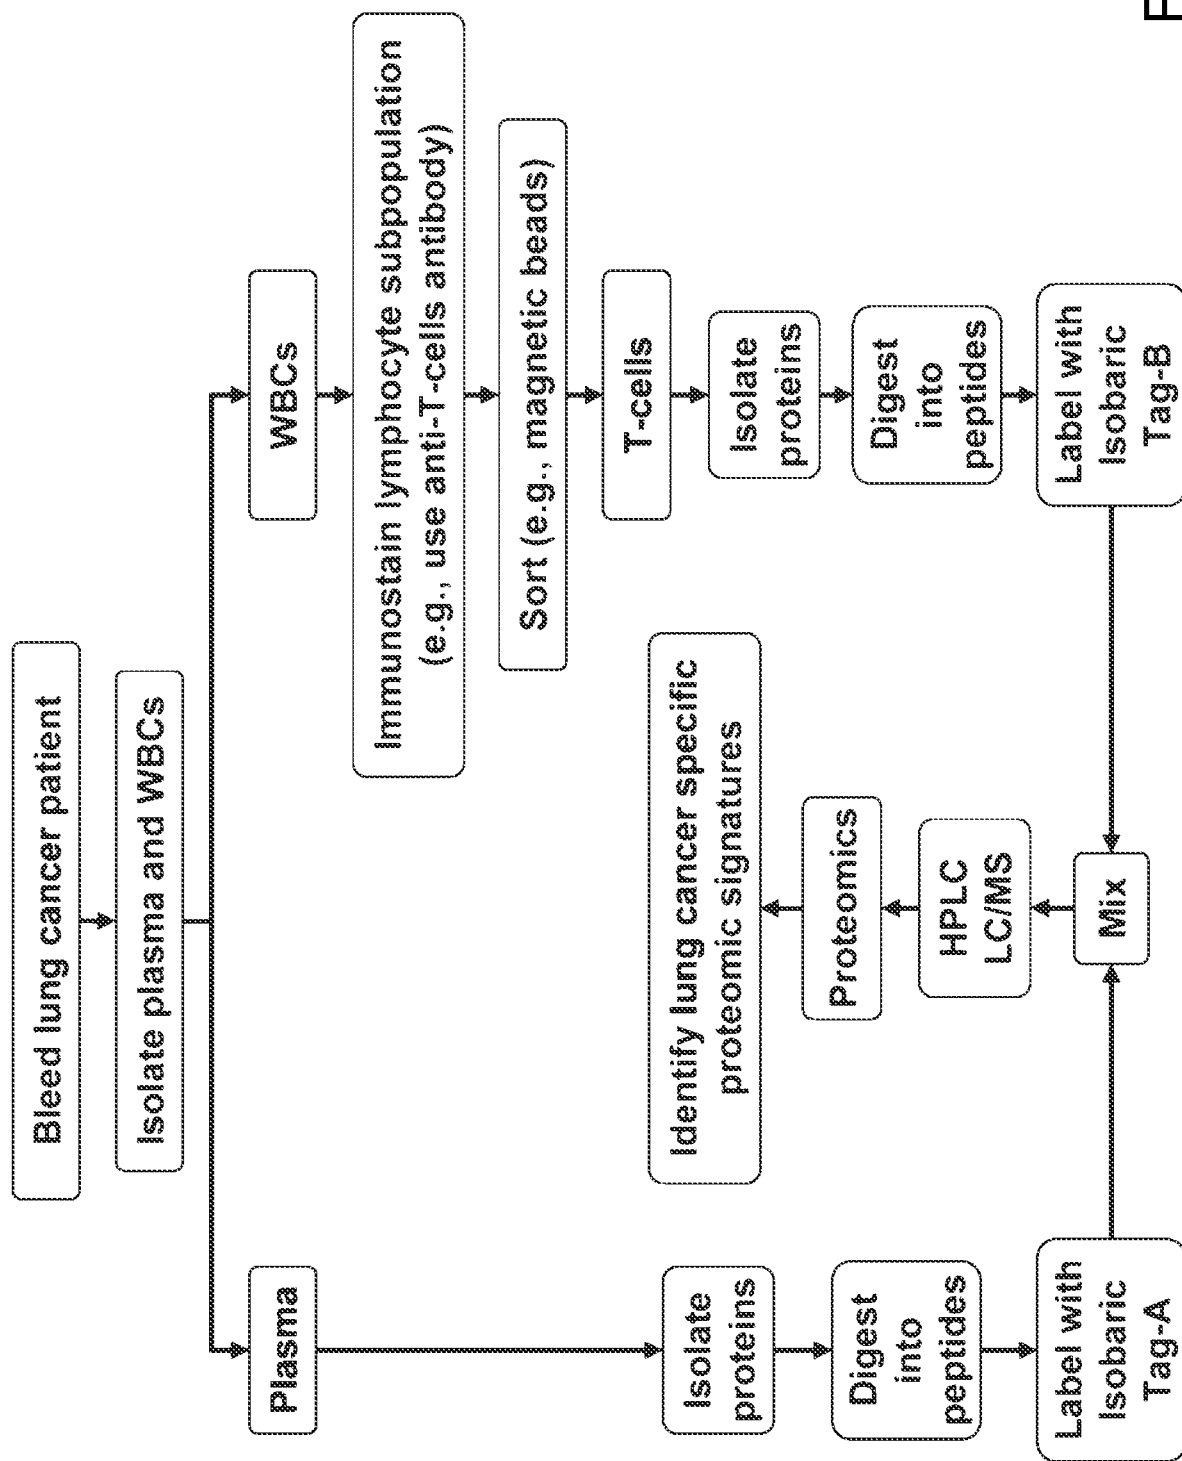 Bleed lung cancer patient
Isolate plasma and WBCs
Plasma
WBCs
Immunostain lymphocyte subpopulation
(e.g., use anti-T-cells antibody)
Sort (e.g., magnetic beads)
T-cells
Isolate
proteins
Digest
into
peptides
Label with
Isobaric
Tag-A
Isolate
proteins
Digest
into
peptides
Label with
Isobaric
Tag-B
Mix
HPLC
LC/MS
Proteomics
Identify lung cancer specific
proteomic signatures